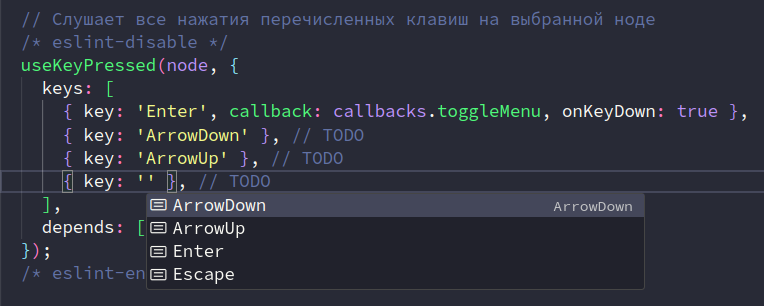 // Слушает все нажатия перечисленных клавиш на выбранной ноде
/* eslint-disable */
useKeyPressed(node, {
keys: [
{ key: 'Enter', callback: callbacks.toggleMenu, onKeyDown: true },
{ key: 'ArrowDown' }, // TODO
{ key: 'ArrowUp' }, // TODO
{ key: '' }, // TODO
],
ArrowDown ArrowDown
depends: [
ArrowUp
});
Enter
/* eslint-en
Escape